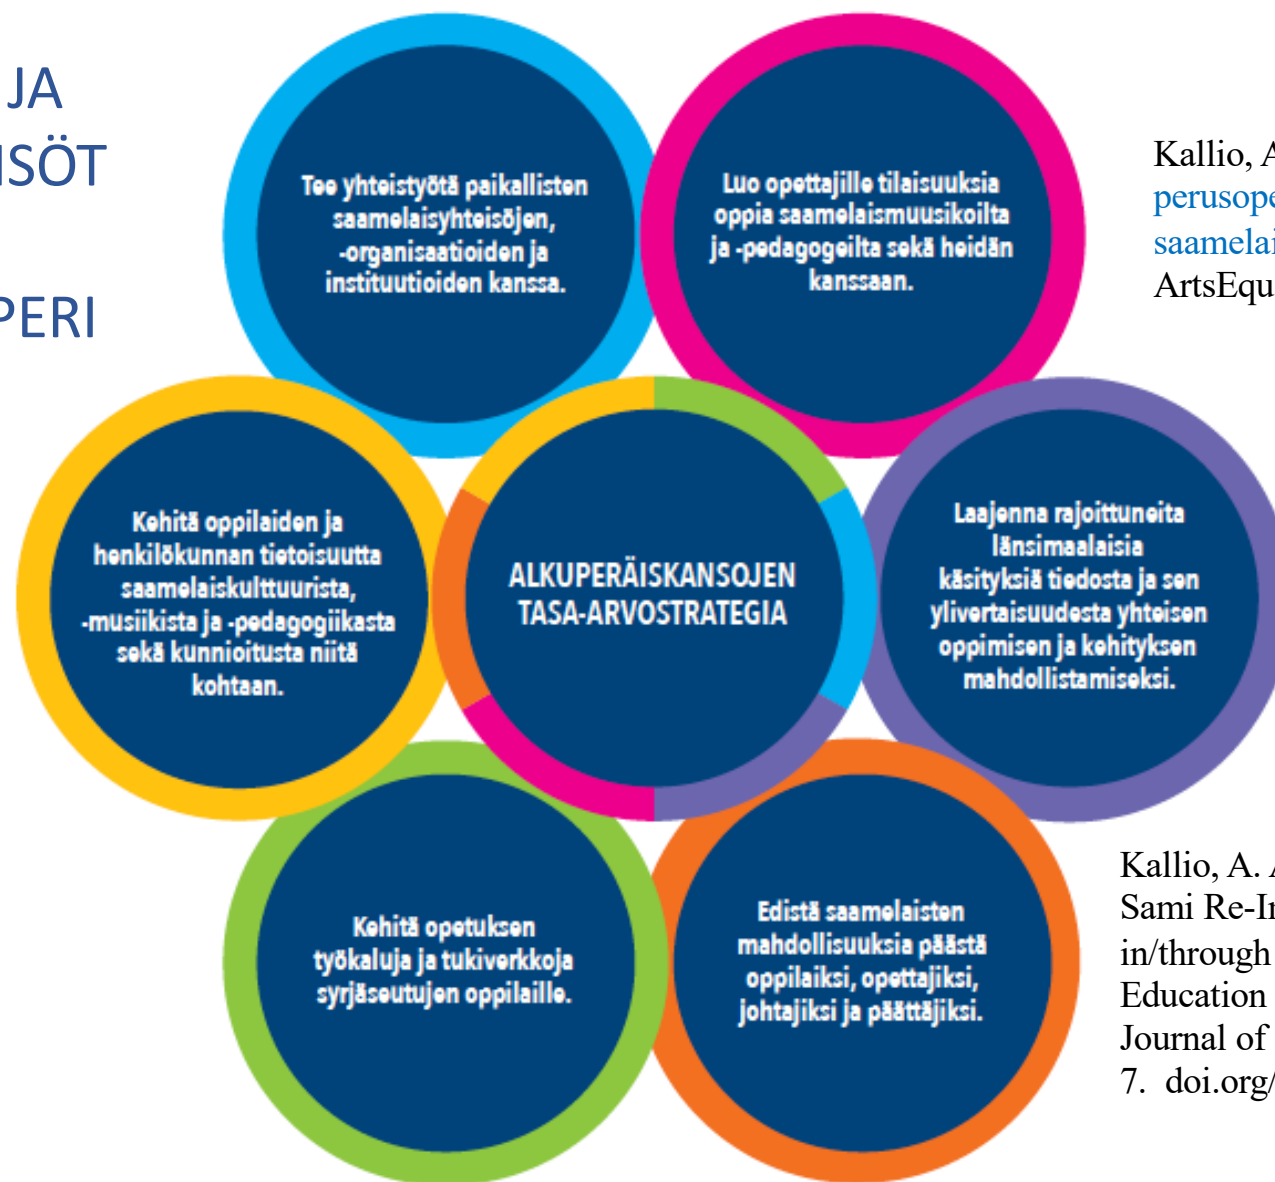 JA
ISÖT
PERI
Tee yhteistyötä paikallisten
saamelaisyhteisöjen,
-organisaatioiden ja
instituutioiden kanssa.
Luo opettajille tilaisuuksia
oppia saamelaismuusikoilta
ja -pedagogeilta sekä heidän
kanssaan.
Kallio, A
perusope
saamelai
ArtsEqu
Kehitä oppilaiden ja
henkilökunnan tietoisuutta
saamelaiskulttuurista,
-musiikista ja -pedagogiikasta
sekä kunnioitusta niitä
kohtaan.
ALKUPERÄISKANSOJEN
TASA-ARVOSTRATEGIA
Laajenna rajoittuneita
länsimaalaisia
käsityksiä tiedosta ja sen
ylivertaisuudesta yhteisen
oppimisen ja kehityksen
mahdollistamiseksi.
Kehitä opetuksen
työkaluja ja tukiverkkoja
syrjäseutujen oppilaille.
Edistä saamelaisten
mahdollisuuksia päästä
oppilaiksi, opettajiksi,
johtajiksi ja päättäjiksi.
Kallio, A. A
Sami Re-In
in/through
Education
Journal of
7. doi.org/